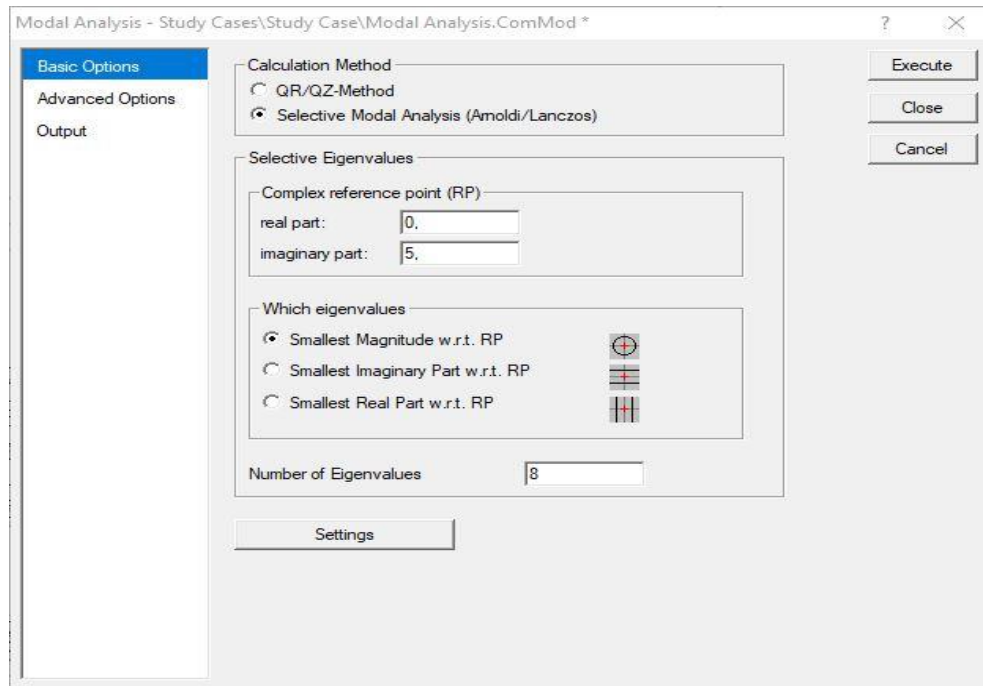 Modal Analysis - Study Cases\Study Case\Modal Analysis.ComMod *
?
Basic Options
Advanced Options
Output
Calculation Method
QR/QZ-Method
Selective Modal Analysis (Arnoldi/Lanczos)
Selective Eigenvalues
Complex reference point (RP)
real part: 0,
imaginary part: 5,
Which eigenvalues
Smallest Magnitude w.r.t. RP
Smallest Imaginary Part w.r.t. RP
Smallest Real Part w.r.t. RP
Number of Eigenvalues 8
Settings
Execute
Close
Cancel